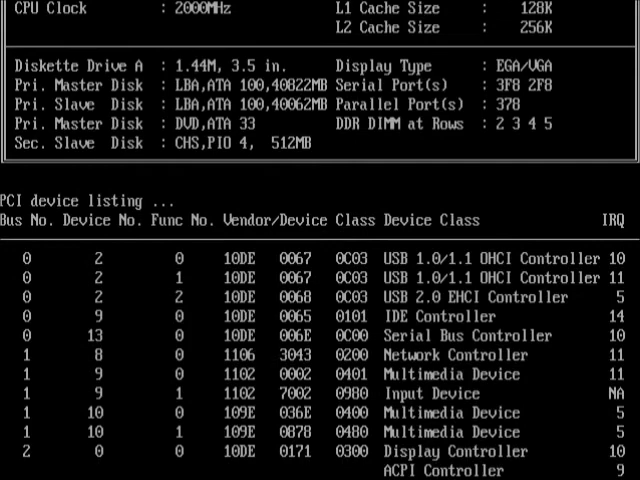 CPU Clock : 2000MHz L1 Cache Size : 128K
L2 Cache Size : 256K
Diskette Drive A : 1.44M, 3.5 in. Display Type : EGA/VGA
Pri. Master Disk : LBA,ATA 100,40822MB Serial Port(s) : 3F8 2F8
Pri. Slave Disk : LBA,ATA 100,40062MB Parallel Port(s) : 378
Pri. Master Disk : DVD,ATA 33 DDR DIMM at Rows : 2 3 4 5
Sec. Slave Disk : CHS,PIO 4, 512MB
PCI device listing ...
Bus No. Device No. Func No. Vendor/Device Class Device Class IRQ
0 2 0 10DE 0067 0C03 USB 1.0/1.1 OHCI Controller 10
0 2 1 10DE 0067 0C03 USB 1.0/1.1 OHCI Controller 11
0 2 2 10DE 0068 0C03 USB 2.0 EHCI Controller 5
0 9 0 10DE 0065 0101 IDE Controller 14
0 13 0 10DE 006E 0C00 Serial Bus Controller 10
1 8 0 1106 3043 0200 Network Controller 11
1 9 0 1102 0002 0401 Multimedia Device 11
1 9 1 1102 7002 0980 Input Device NA
1 10 0 109E 036E 0400 Multimedia Device 5
1 10 1 109E 0878 0480 Multimedia Device 5
2 0 0 10DE 0171 0300 Display Controller 10
ACPI Controller 9